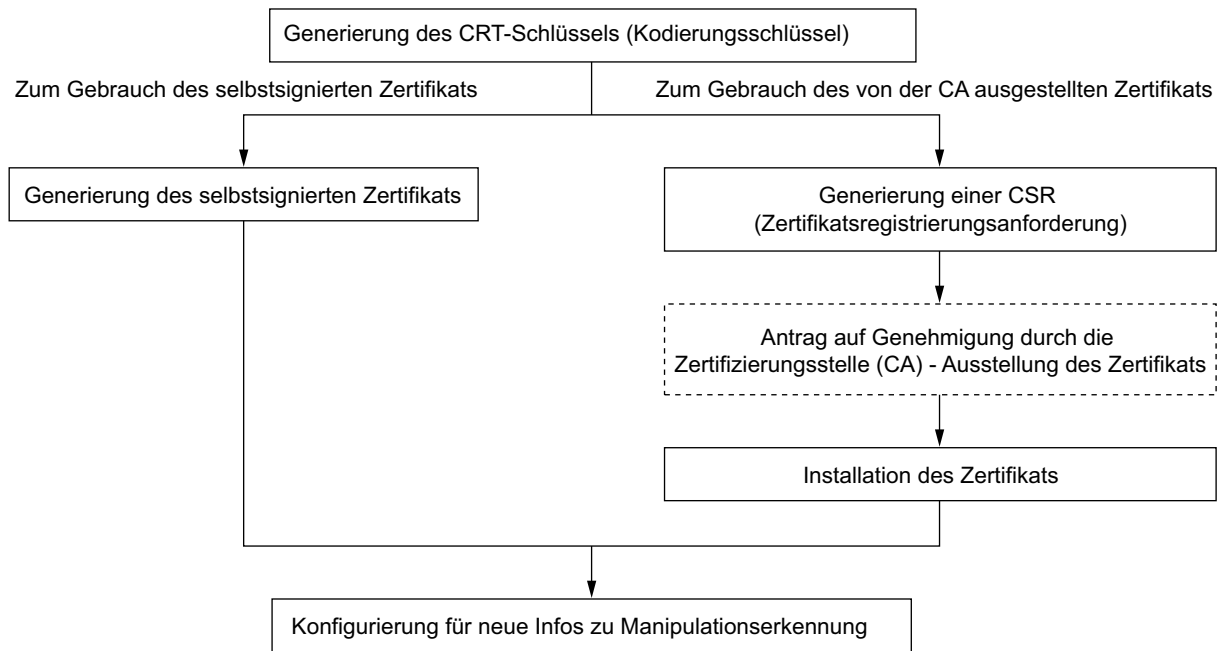 Generierung des CRT-Schlüssels (Kodierungsschlüssel)
Zum Gebrauch des selbstsignierten Zertifikats
Zum Gebrauch des von der CA ausgestellten Zertifikats
Generierung des selbstsignierten Zertifikats
Generierung einer CSR
(Zertifikatsregistrierungsanforderung)
Antrag auf Genehmigung durch die
Zertifizierungsstelle (CA) - Ausstellung des Zertifikats
Installation des Zertifikats
Konfigurierung für neue Infos zu Manipulationserkennung